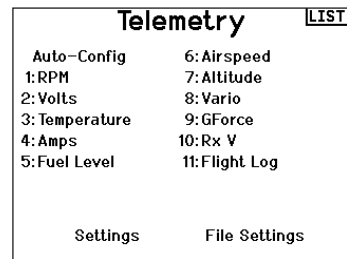 Telemetry
LIST
Auto-Config
1: RPM
2: Volts
3: Temperature
4: Amps
5: Fuel Level
6: Airspeed
7: Altitude
8: Vario
9: GForce
10: Rx V
11: Flight Log
Settings
File Settings